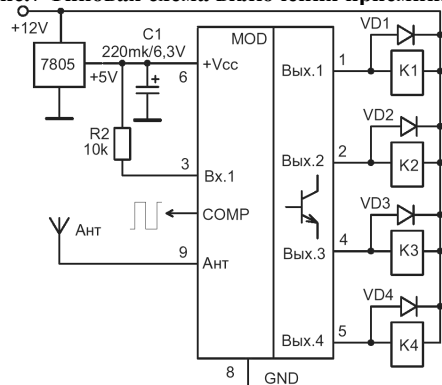 +12V
7805
+5V
C1
220mk/6,3V
+
6
R2
10k
3
9
Ант
MOD
+Vcc
Вх.1
COMP
Ант
Вых.1
Вых.2
Вых.3
Вых.4
1
2
4
5
VD1
K1
VD2
K2
VD3
K3
VD4
K4
8
GND